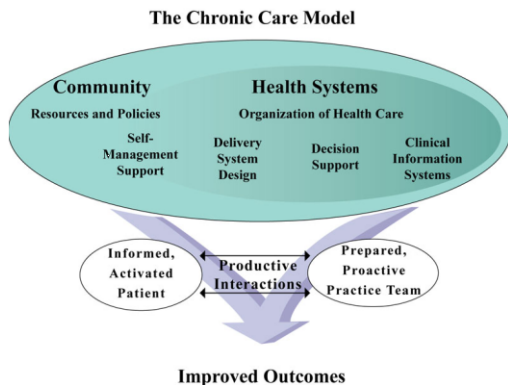 The Chronic Care Model
Community
Health Systems
Resources and Policies
Organization of Health Care
Self-
Management
Support
Delivery
System
Design
Decision
Support
Clinical
Information
Systems
Informed,
Activated
Patient
Productive
Interactions
Prepared,
Proactive
Practice Team
Improved Outcomes